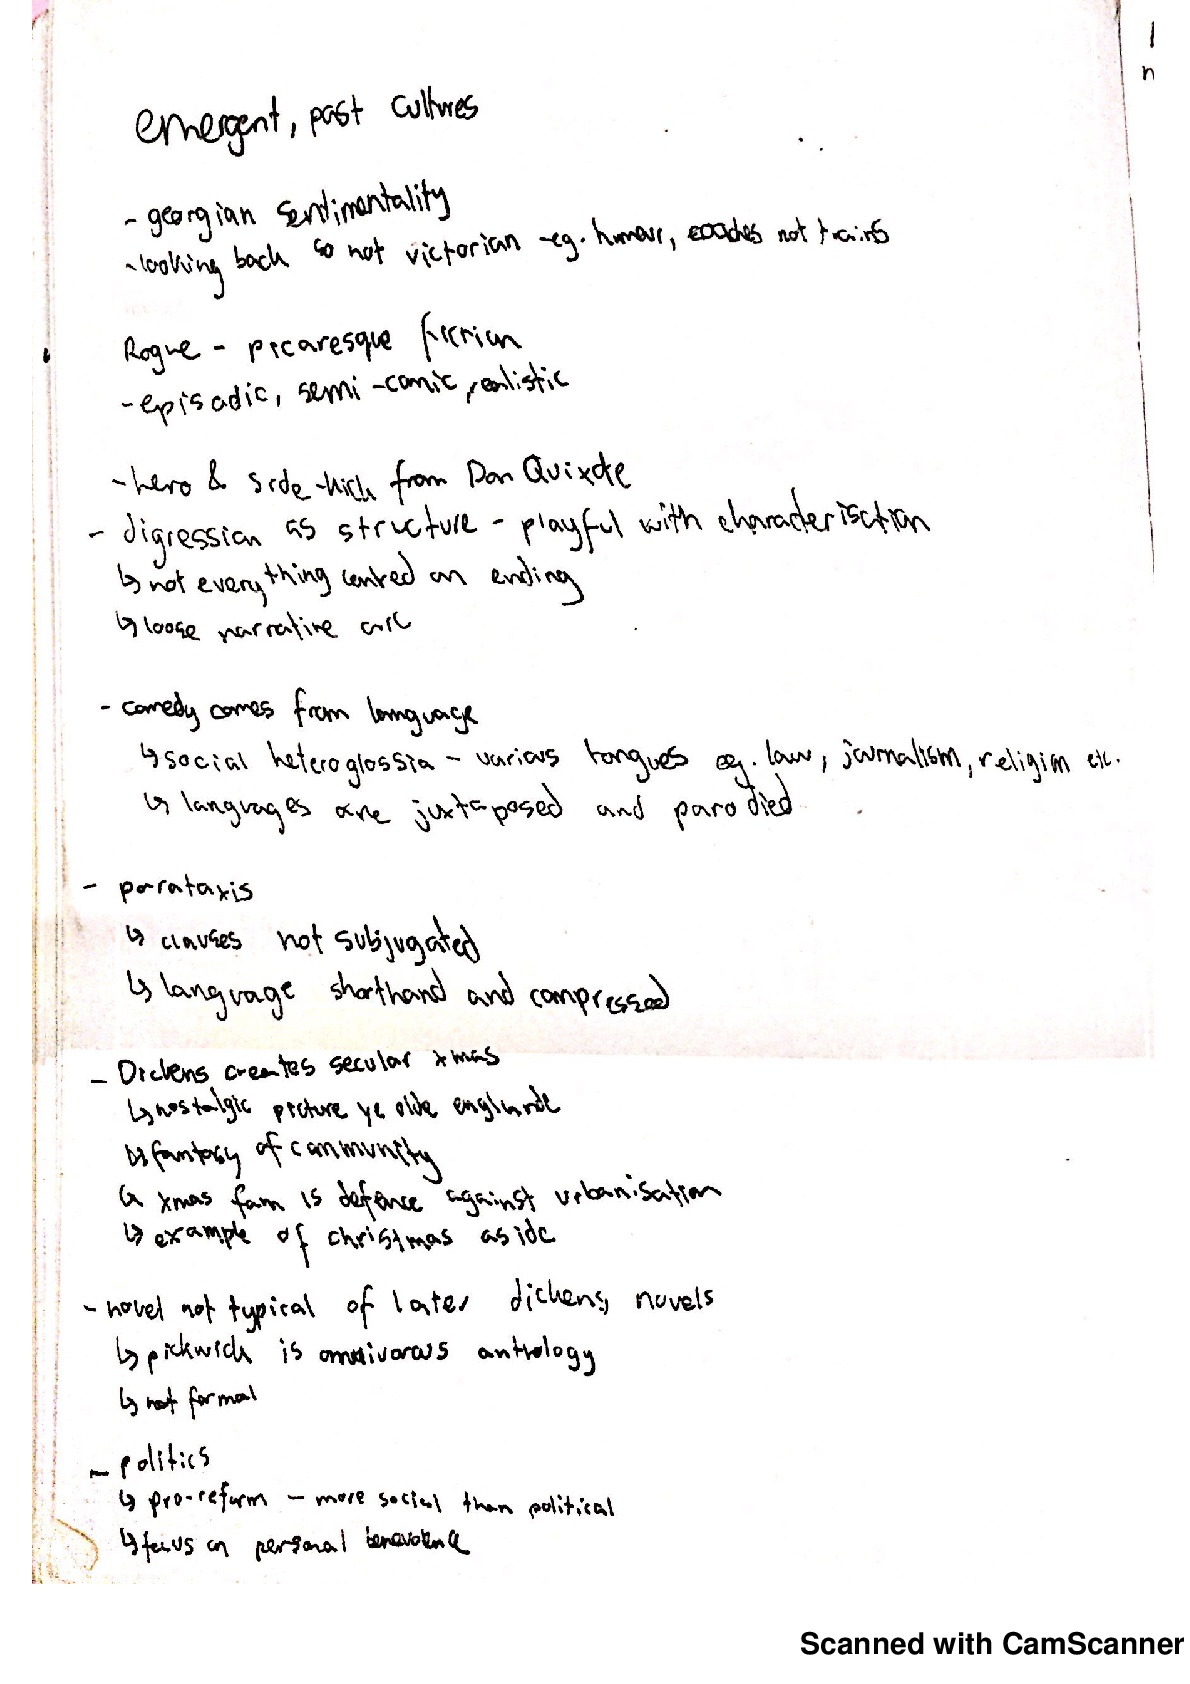 emergent, past cultures
- georgian sentimentality
- looking back so not victorian - eg. humour, coaches not trains
Rogue - picaresque fiction
- episodic, semi-comic, realistic
- hero & side-kick from Don Quixote
- digression as structure - playful with characterisation
↳ not everything centred on ending
↳ loose narrative arc
- comedy comes from language
↳ social heteroglossia - various tongues eg. law, journalism, religion etc.
↳ languages are juxtaposed and parodied
- parataxis
↳ clauses not subjugated
↳ language shorthand and compressed
- Dickens creates secular xmas
↳ nostalgic picture ye olde englande
↳ fantasy of community
↳ xmas fam is defence against urbanisation
↳ example of christmas aside
- novel not typical of later dickens, novels
↳ pickwick is omnivorous anthology
↳ not formal
- politics
↳ pro-reform - more social than political
↳ focus on personal benevolence
Scanned with CamScanner